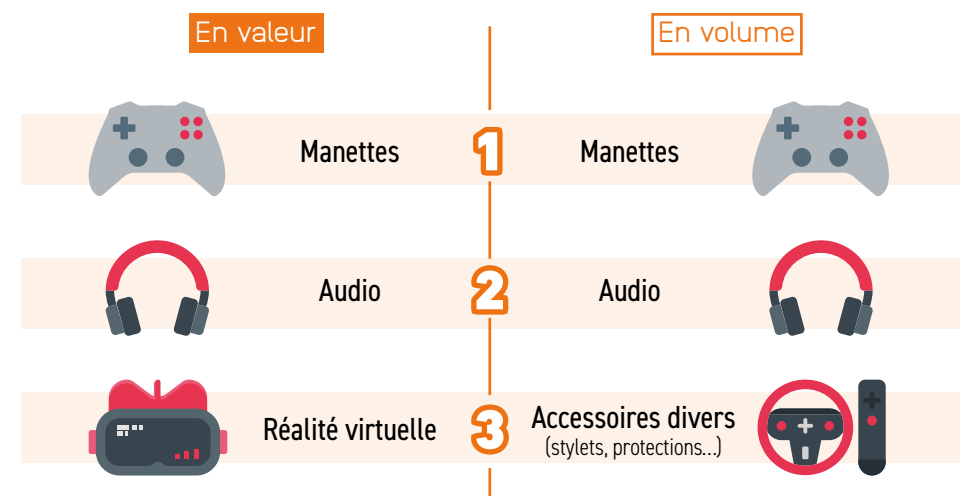 En valeur
En volume
Manettes 1 Manettes
Audio 2 Audio
Réalité virtuelle 3 Accessoires divers
(stylets, protections...)